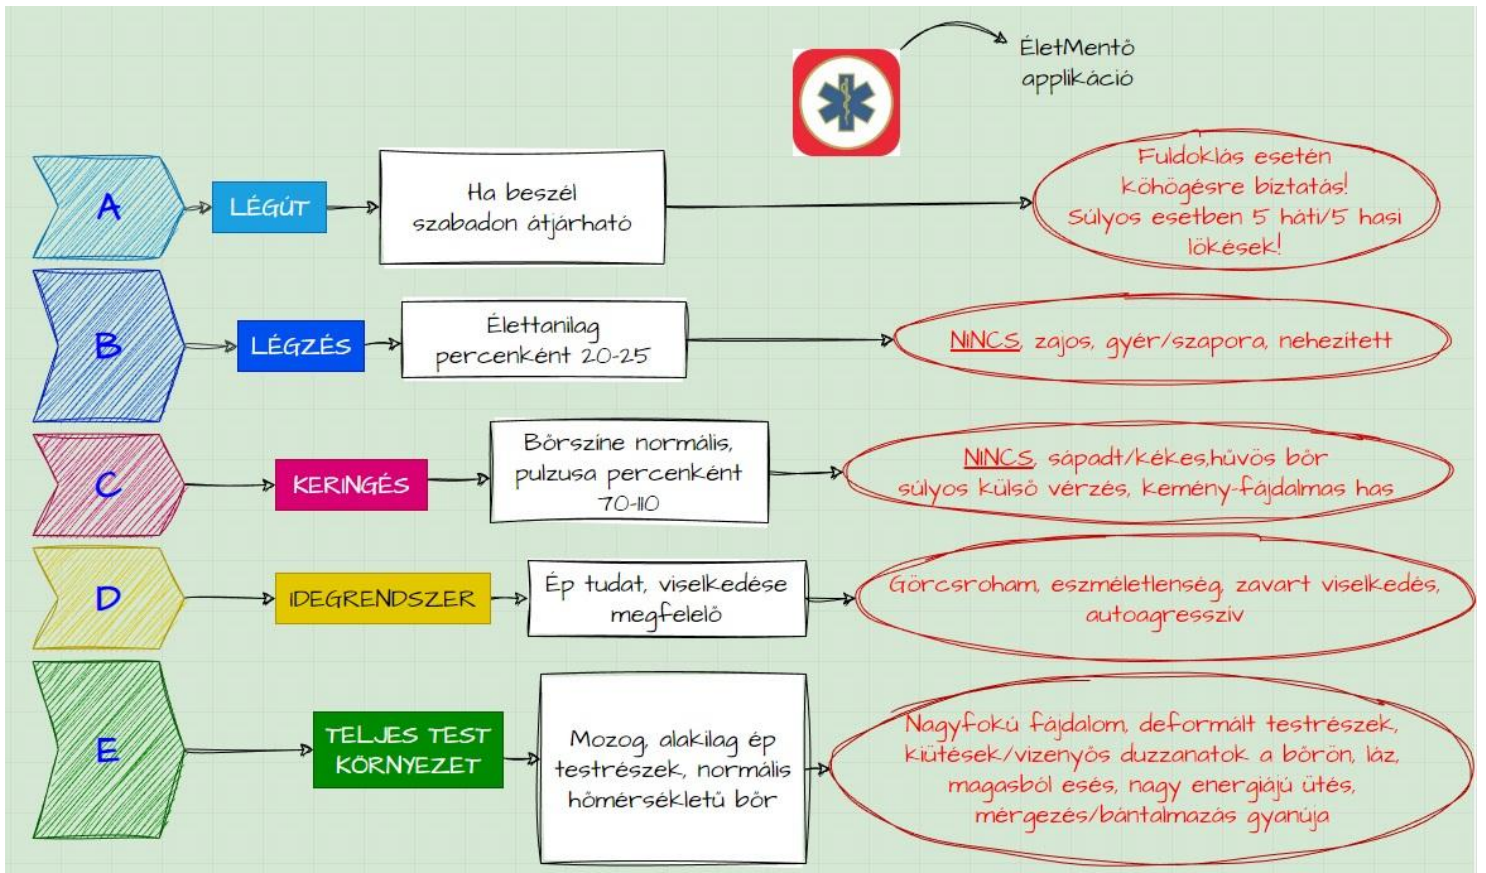 ÉletMentő
applikáció
A
LÉGÚT
Ha beszél
szabadon átjárható
Fuldoklás esetén
köhögésre biztatás!
Súlyos esetben 5 háti/5 hasi
lökések!
B
LÉGZÉS
Élettanilag
percenként 20-25
NINCS, zajos, gyér/szapora, nehezített
C
KERINGÉS
Bőrszíne normális,
pulzusa percenként
70-110
NINCS, sápadt/kékes,hűvös bőr
súlyos külső vérzés, kemény-fájdalmas has
D
IDEGRENDSZER
Ép tudat, viselkedése
megfelelő
Görcsroham, eszméletlenség, zavart viselkedés,
autoagresszív
E
TELJES TEST
KÖRNYEZET
Mozog, alakilag ép
testrészek, normális
hőmérsékletű bőr
Nagyfokú fájdalom, deformált testrészek,
kiütések/vizenyős duzzanatok a bőrön, láz,
magasból esés, nagy energiájú ütés,
mérgezés/bántalmazás gyanúja